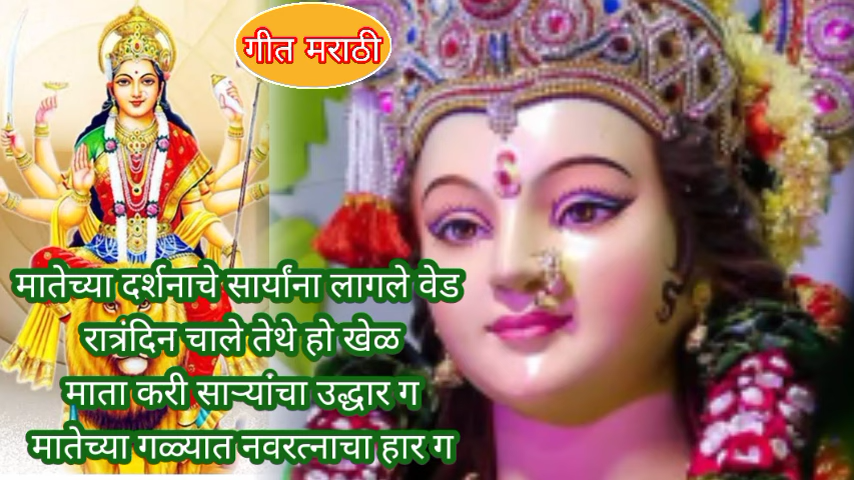 गीत मराठी
मातेच्या दर्शनाचे सार्यांना लागले वेड
रात्रंदिन चाले तेथे हो खेळ
माता करी साऱ्यांचा उद्धार ग
मातेच्या गळ्यात नवरत्नाचा हार ग